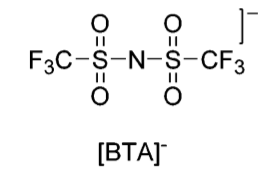 O O ]⁻
F₃C–S–N–S–CF₃
O O
[BTA]⁻